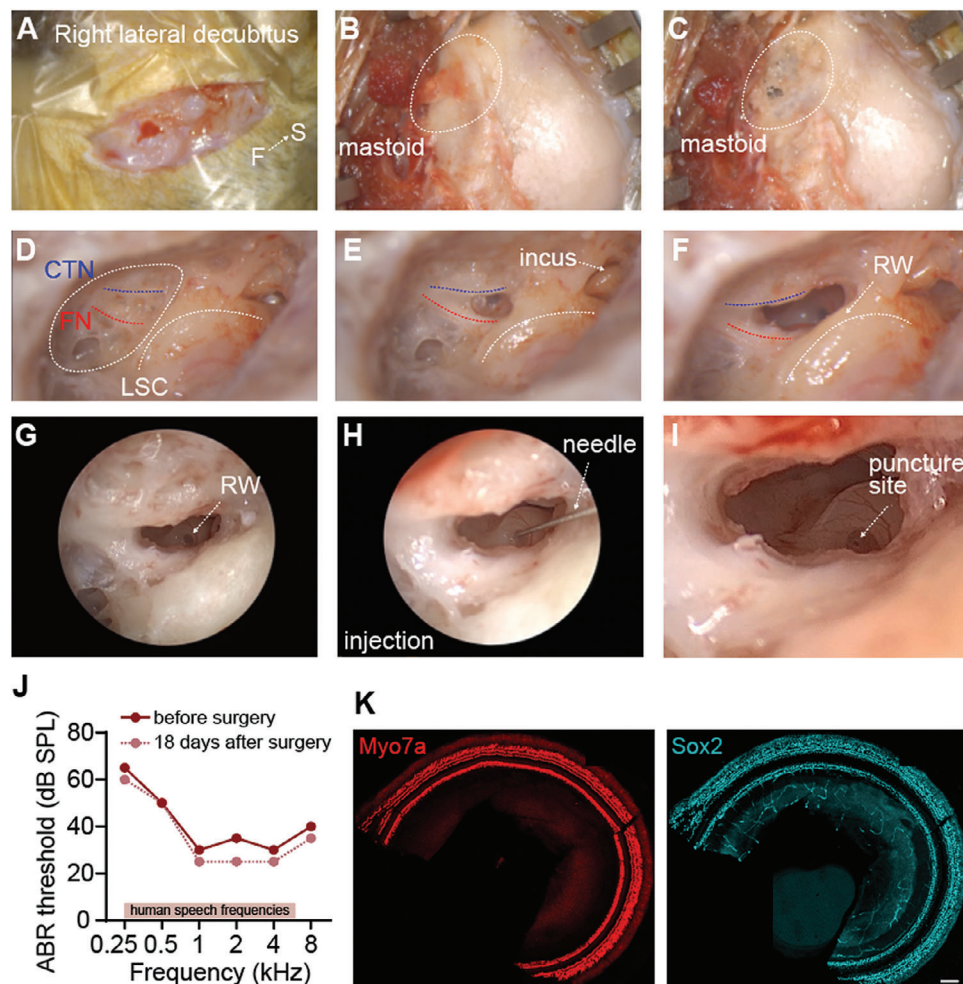 A
Right lateral decubitus
S
F
B
mastoid
C
mastoid
D
CTN
FN
LSC
E
incus
F
RW
G
RW
H
needle
injection
I
puncture
site
J
before surgery
18 days after surgery
ABR threshold (dB SPL)
80
60
40
20
0
human speech frequencies
0.25 0.5 1 2 4 8
Frequency (kHz)
K
Myo7a
Sox2